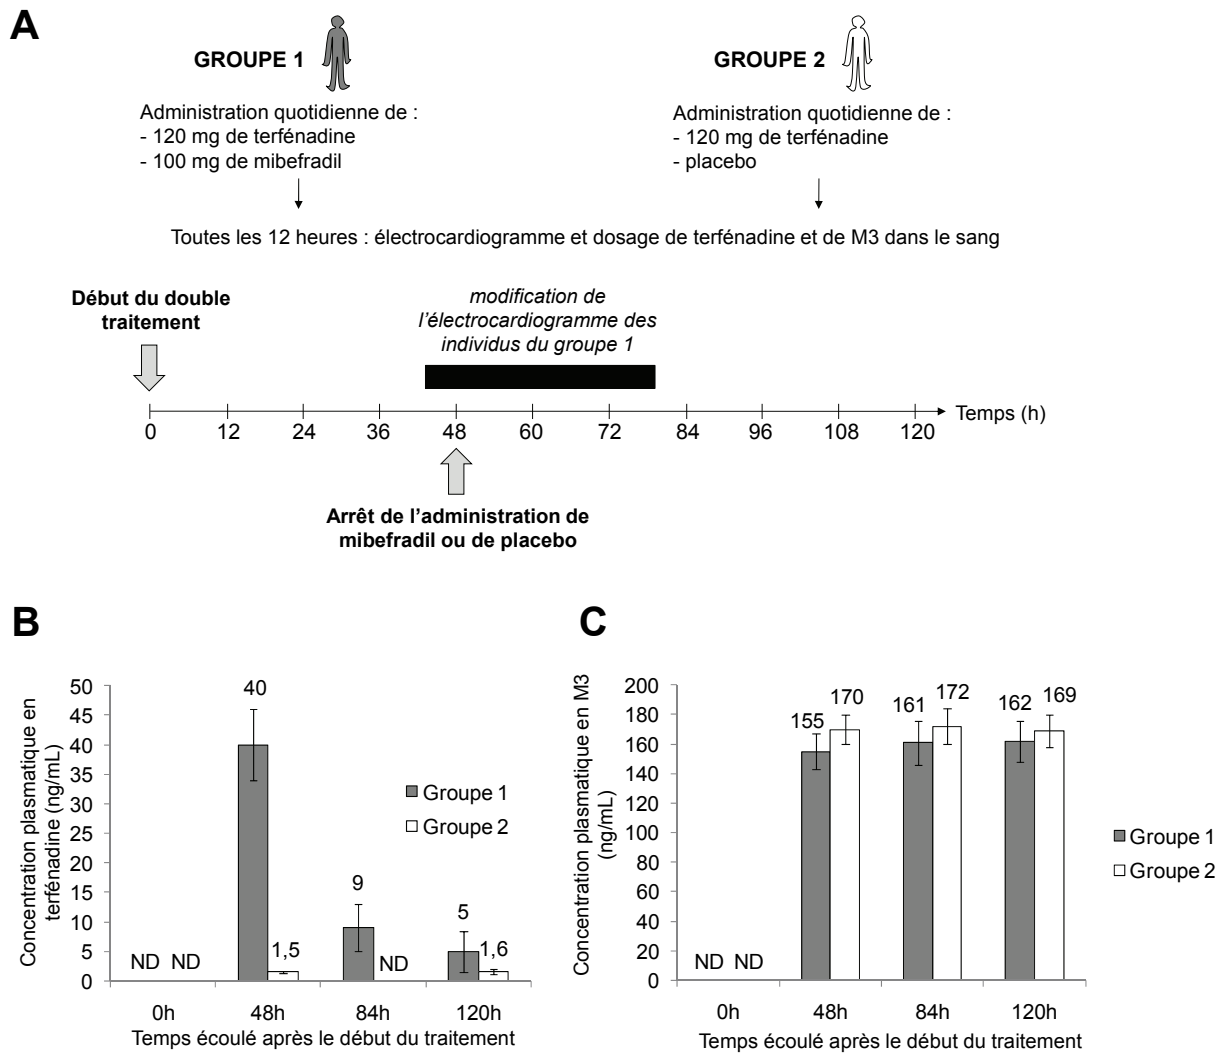 A
GROUPE 1
GROUPE 2
Administration quotidienne de :
- 120 mg de terfénadine
- 100 mg de mibefradil
Administration quotidienne de :
- 120 mg de terfénadine
- placebo
Toutes les 12 heures : électrocardiogramme et dosage de terfénadine et de M3 dans le sang
Début du double
traitement
modification de
l'électrocardiogramme des
individus du groupe 1
Temps (h)
0 12 24 36 48 60 72 84 96 108 120
Arrêt de l'administration de
mibefradil ou de placebo
B
Concentration plasmatique en
terfénadine (ng/mL)
50
45
40
35
30
25
20
15
10
5
0
ND ND
40
1,5
9
ND
5
1,6
Groupe 1
Groupe 2
0h 48h 84h 120h
Temps écoulé après le début du traitement
C
Concentration plasmatique en M3
(ng/mL)
200
180
160
140
120
100
80
60
40
20
0
ND ND
155
170
161
172
162
169
Groupe 1
Groupe 2
0h 48h 84h 120h
Temps écoulé après le début du traitement